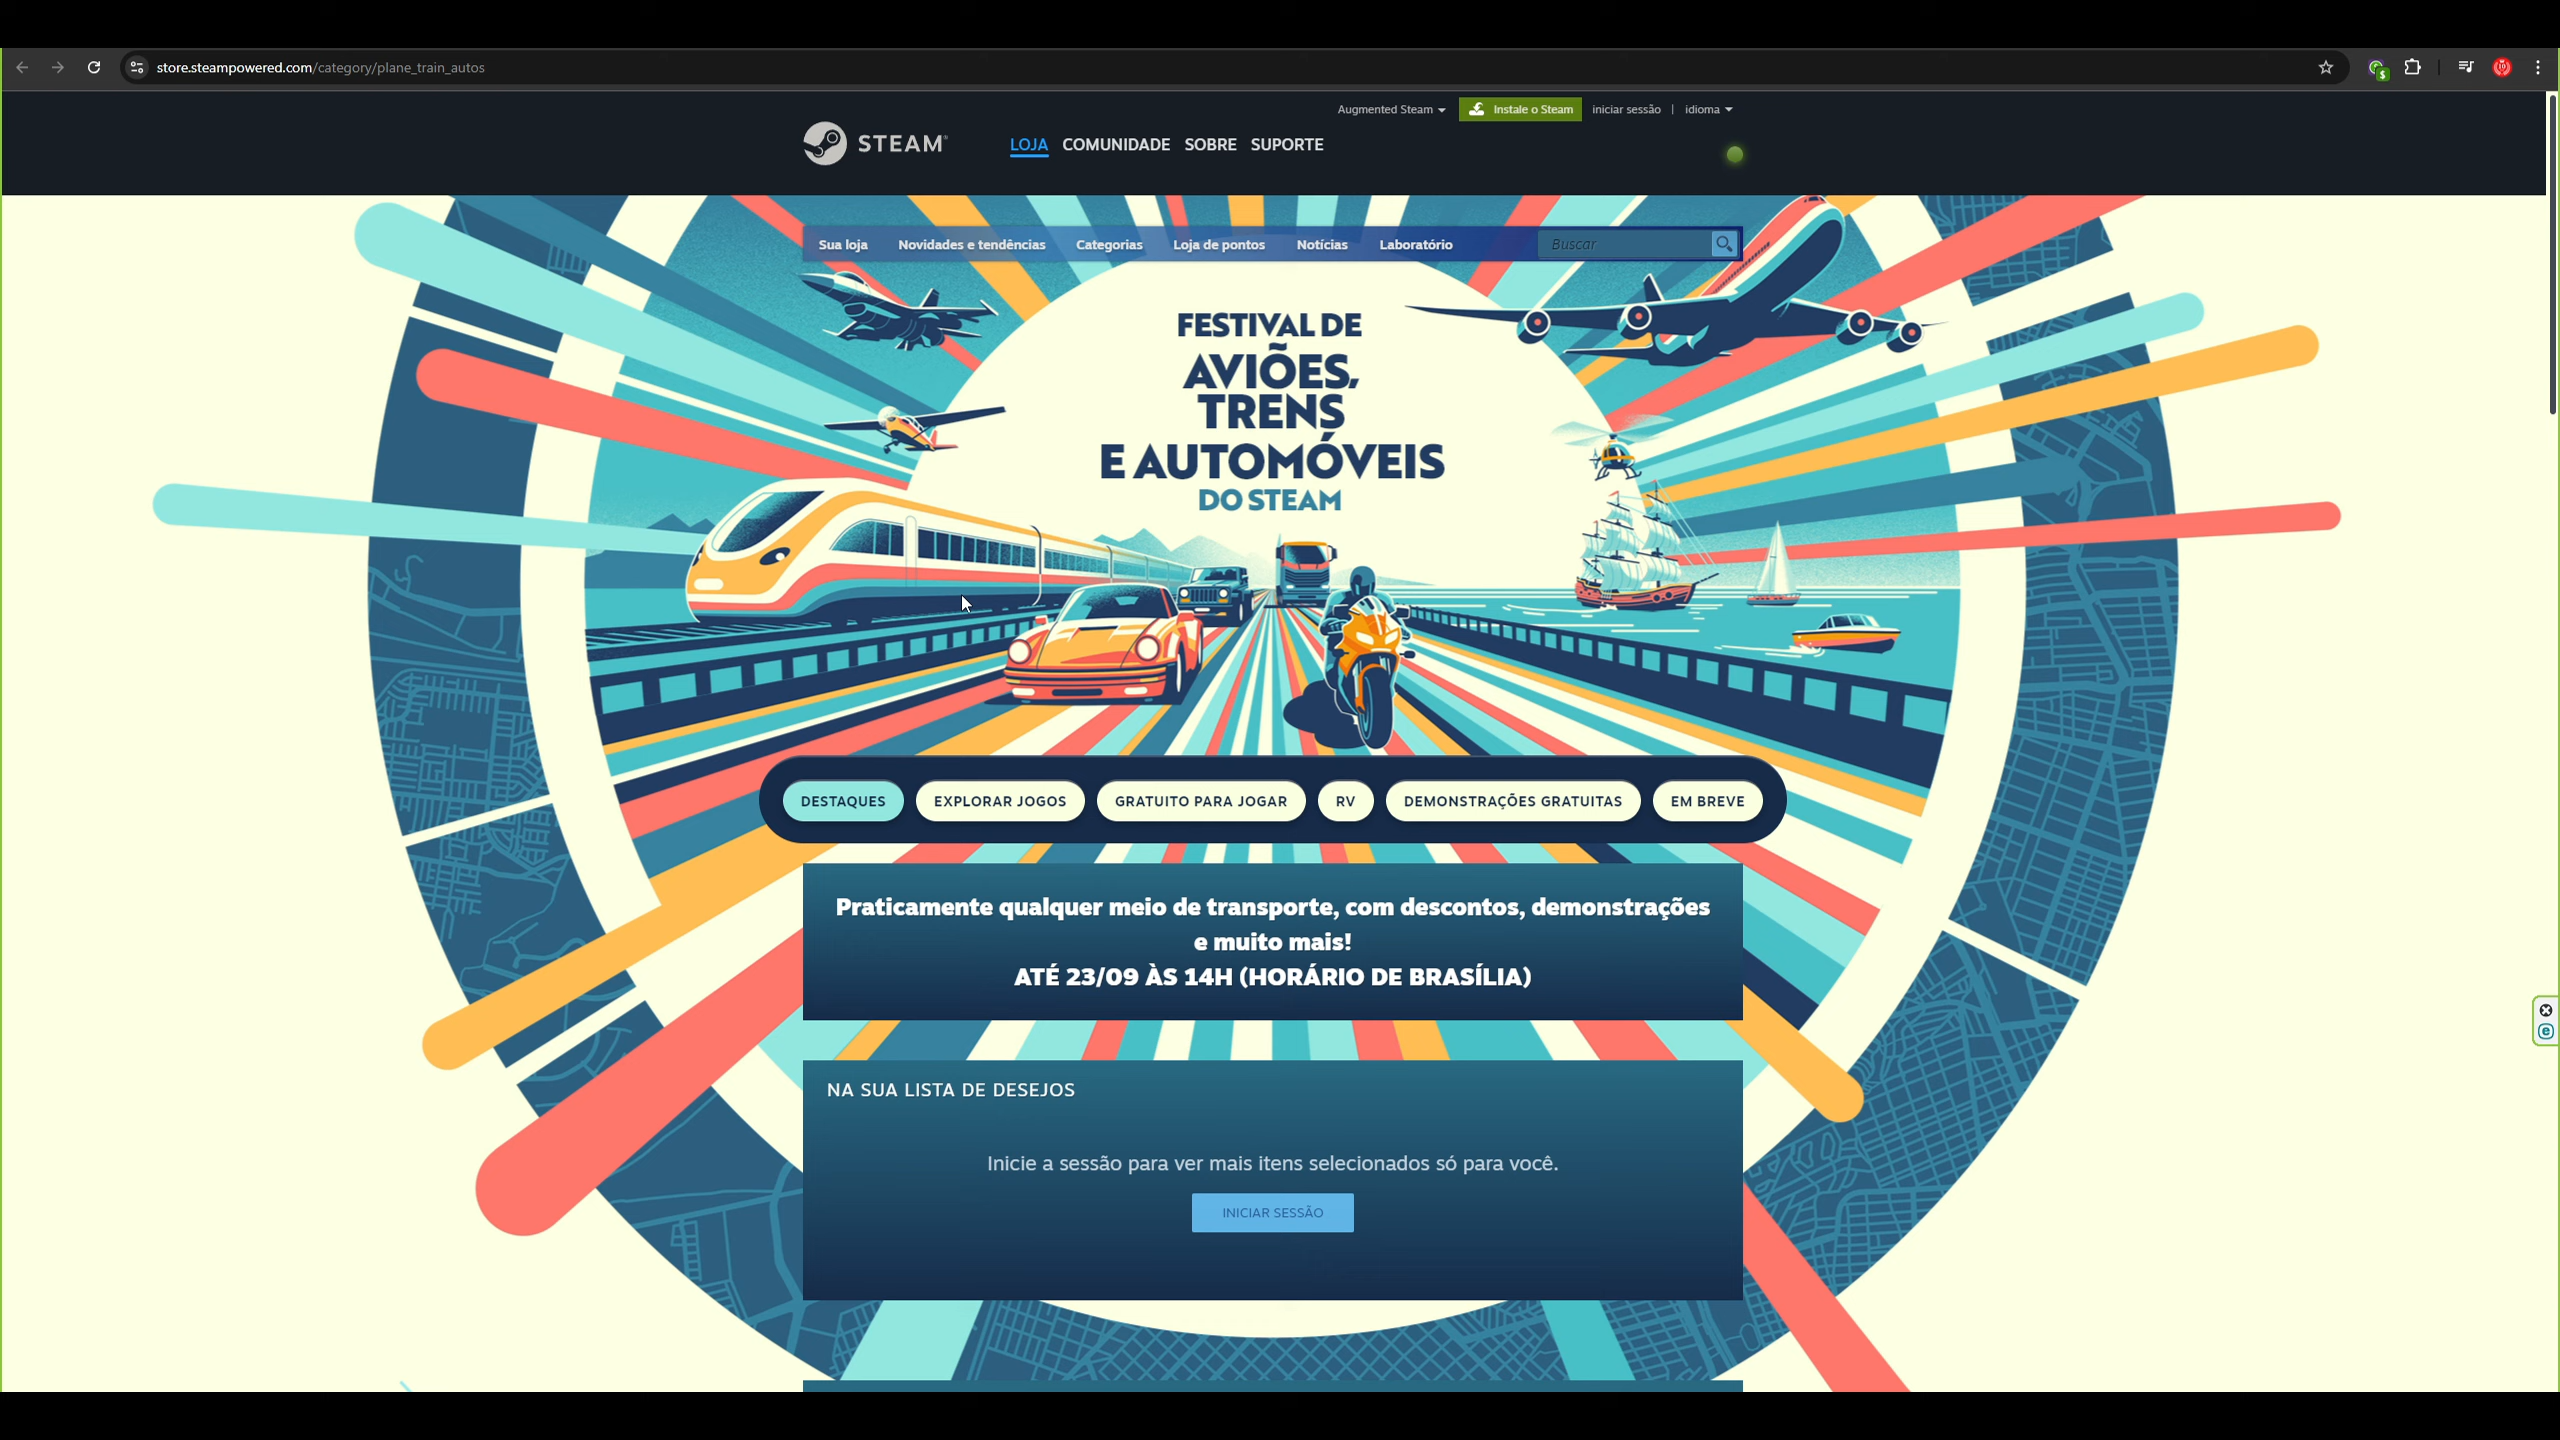 store.steampowered.com/category/plane_train_autos
Augmented Steam
Instale o Steam
iniciar sessão | idioma
STEAM
LOJA COMUNIDADE SOBRE SUPORTE
Sua loja Novidades e tendências Categorias Loja de pontos Notícias Laboratório Buscar
FESTIVAL DE
AVIÕES,
TRENS
E AUTOMÓVEIS
DO STEAM
DESTAQUES EXPLORAR JOGOS GRATUITO PARA JOGAR RV DEMONSTRAÇÕES GRATUITAS EM BREVE
Praticamente qualquer meio de transporte, com descontos, demonstrações
e muito mais!
ATÉ 23/09 ÀS 14H (HORÁRIO DE BRASÍLIA)
NA SUA LISTA DE DESEJOS
Inicie a sessão para ver mais itens selecionados só para você.
INICIAR SESSÃO